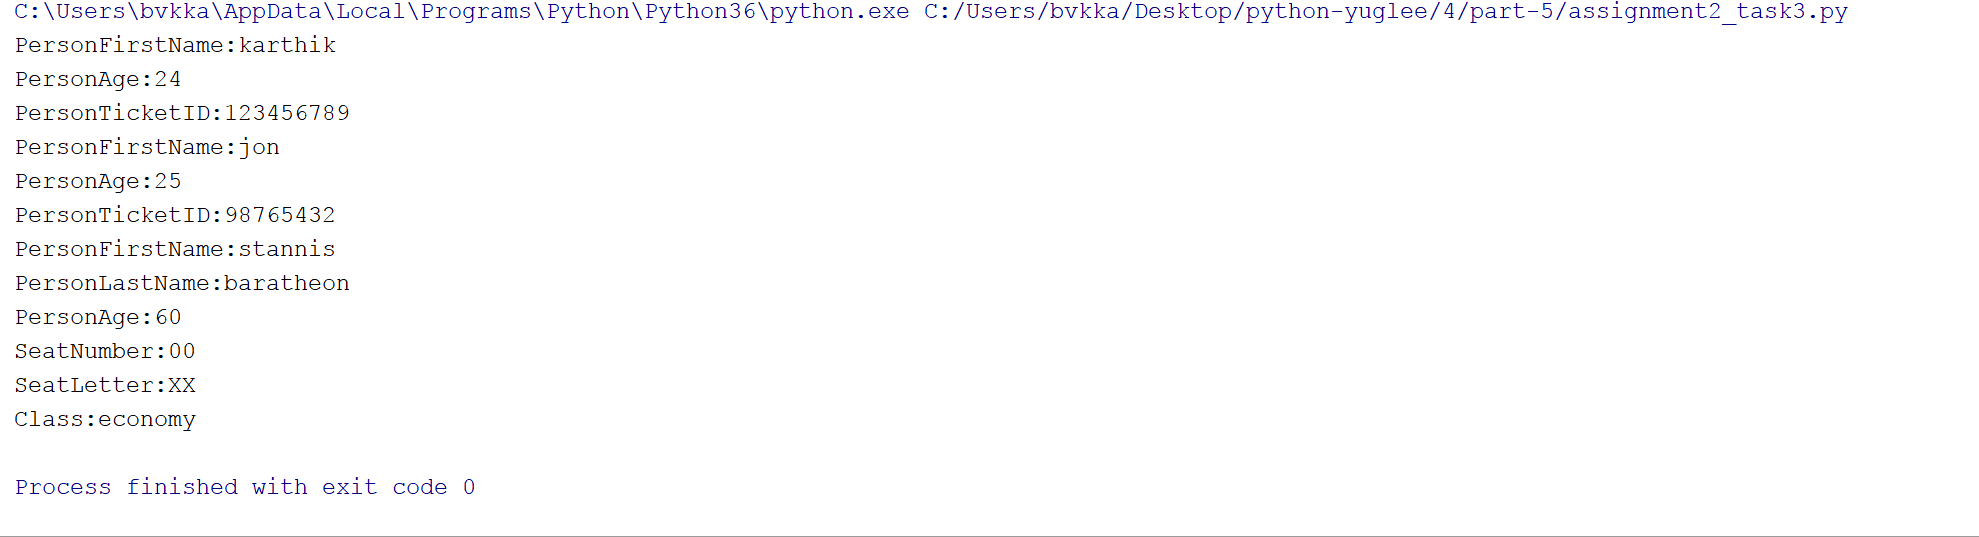 C:\Users\bvkka\AppData\Local\Programs\Python\Python36\python.exe C:/Users/bvkka/Desktop/python-yuglee/4/part-5/assignment2_task3.py
PersonFirstName:karthik
PersonAge:24
PersonTicketID:123456789
PersonFirstName:jon
PersonAge:25
PersonTicketID:98765432
PersonFirstName:stannis
PersonLastName:baratheon
PersonAge:60
SeatNumber:00
SeatLetter:XX
Class:economy
Process finished with exit code 0